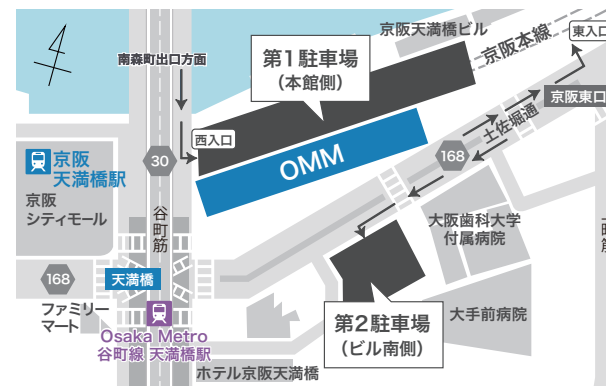 京阪天満橋ビル
京阪本線
東入口
南森町出口方面
第1駐車場
（本館側）
京阪東口
土佐堀通
西入口
OMM
30
168
京阪
天満橋駅
京阪
シティモール
谷町筋
大阪歯科大学
付属病院
168
天満橋
ファミリー
マート
第2駐車場
（ビル南側）
大手前病院
Osaka Metro
谷町線 天満橋駅
ホテル京阪天満橋